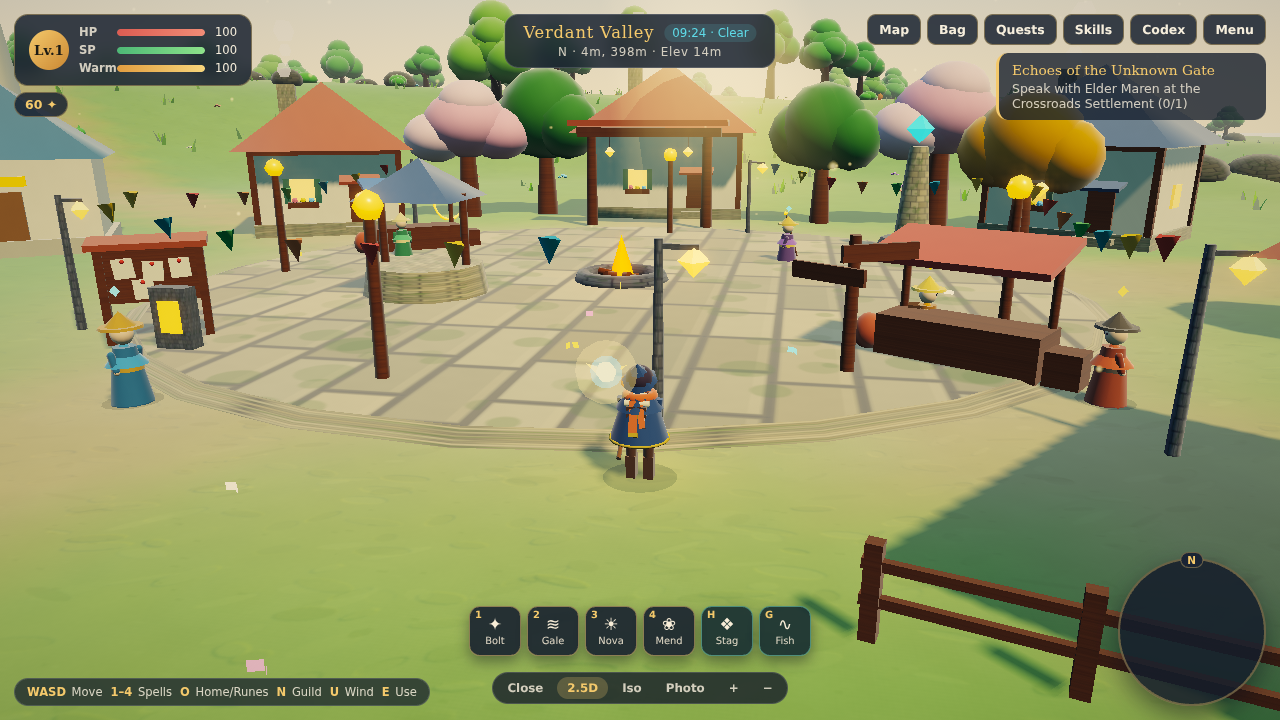 Lv.1
HP 100
SP 100
Warm 100
60 ✦
Verdant Valley 09:24 · Clear
N · 4m, 398m · Elev 14m
Map Bag Quests Skills Codex Menu
Echoes of the Unknown Gate
Speak with Elder Maren at the
Crossroads Settlement (0/1)
N
1 2 3 4 H G
Bolt Gale Nova Mend Stag Fish
WASD Move 1–4 Spells O Home/Runes N Guild U Wind E Use
Close 2.5D Iso Photo + −